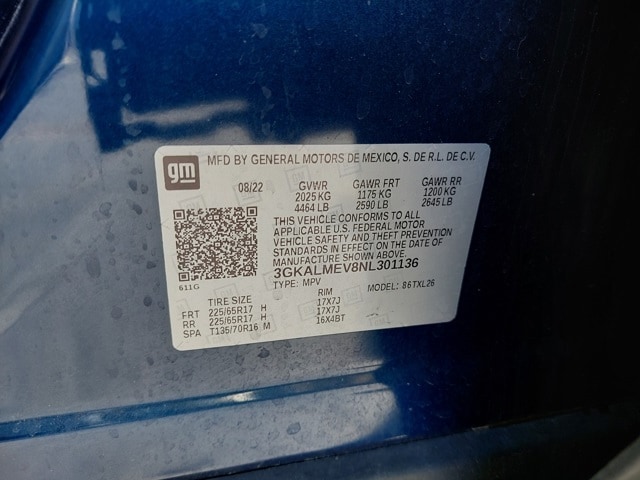 gm
MFD BY GENERAL MOTORS DE MEXICO, S. DE R.L. DE C.V.
08/22 GVWR GAWR FRT GAWR RR
2025 KG 1175 KG 1200 KG
4464 LB 2590 LB 2645 LB
THIS VEHICLE CONFORMS TO ALL
APPLICABLE U.S. FEDERAL MOTOR
VEHICLE SAFETY AND THEFT PREVENTION
STANDARDS IN EFFECT ON THE DATE OF
MANUFACTURE SHOWN ABOVE.
3GKALMEV8NL301136
611G
TYPE: MPV MODEL: 86TXL26
TIRE SIZE RIM
FRT 225/65R17 H 17X7J
RR 225/65R17 H 17X7J
SPA T135/70R16 M 16X4BT